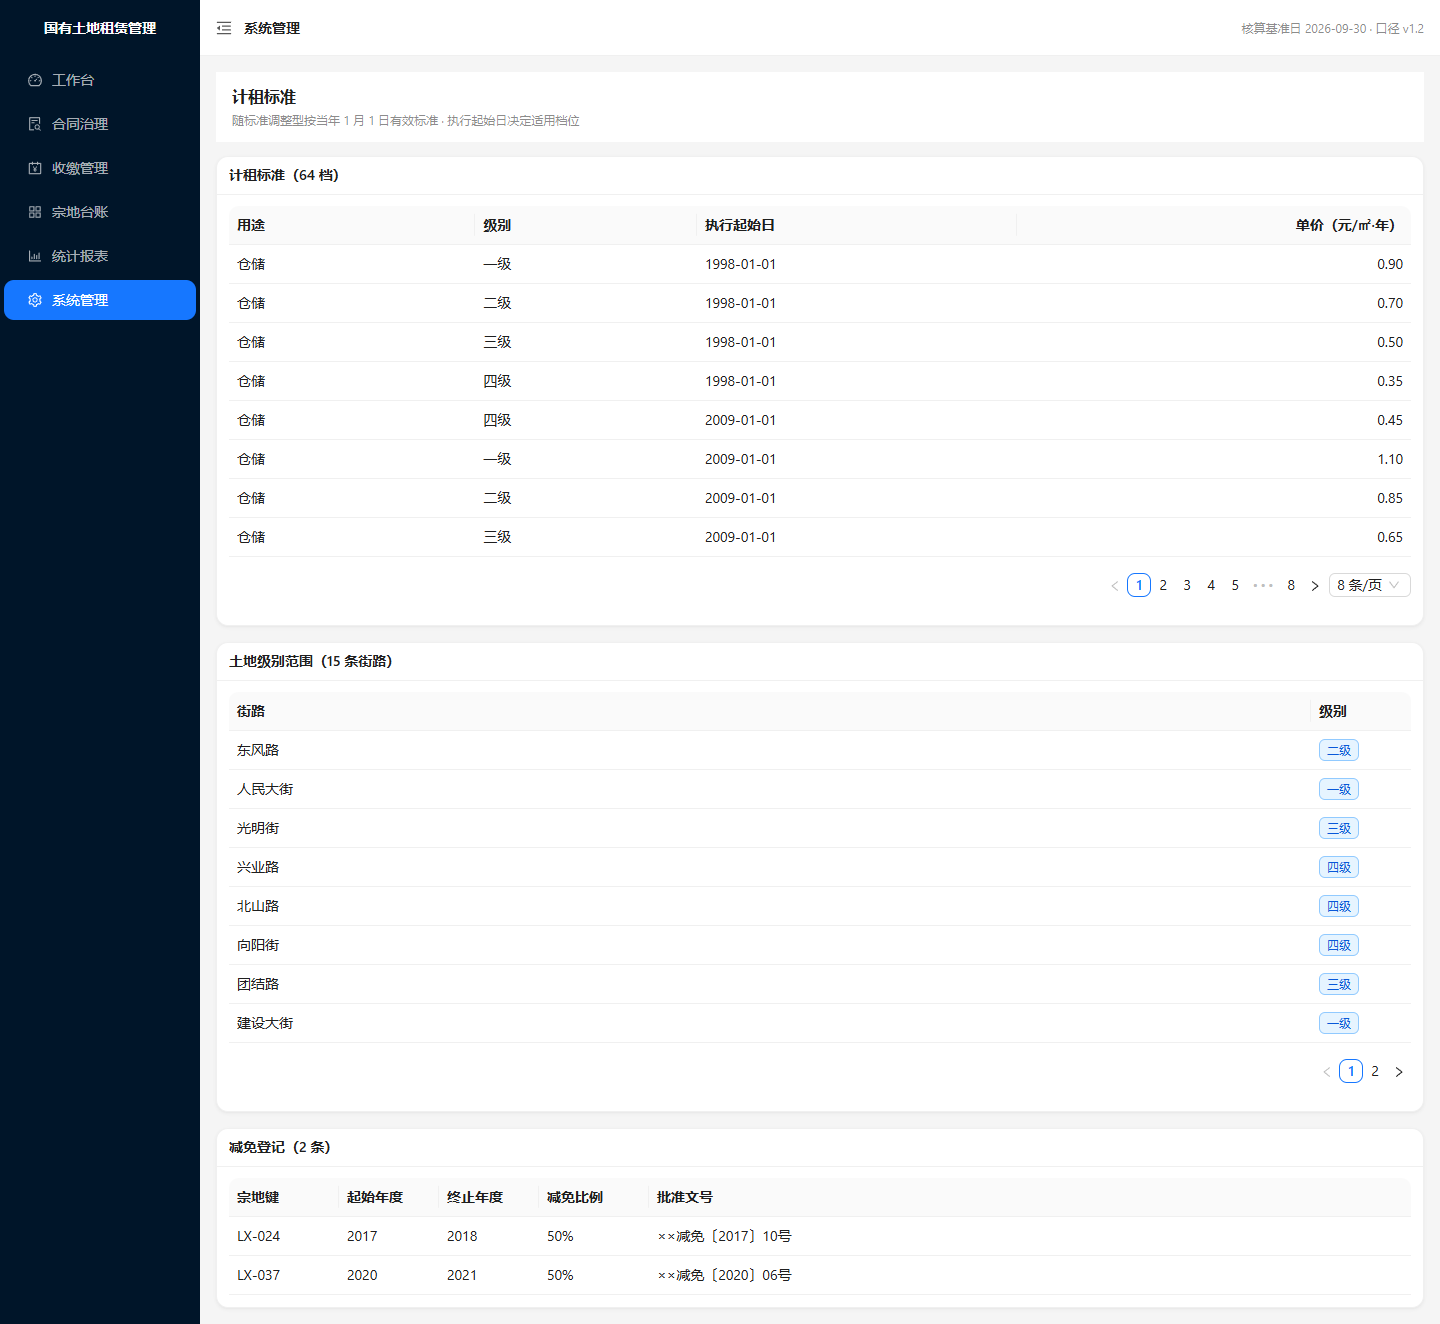 国有土地租赁管理
工作台
合同治理
收缴管理
宗地台账
统计报表
系统管理
系统管理
核算基准日 2026-09-30 · 口径 v1.2
计租标准
随标准调整型按当年 1 月 1 日有效标准 · 执行起始日决定适用档位
计租标准（64 档）
用途 级别 执行起始日 单价（元/㎡·年）
仓储 一级 1998-01-01 0.90
仓储 二级 1998-01-01 0.70
仓储 三级 1998-01-01 0.50
仓储 四级 1998-01-01 0.35
仓储 四级 2009-01-01 0.45
仓储 一级 2009-01-01 1.10
仓储 二级 2009-01-01 0.85
仓储 三级 2009-01-01 0.65
1 2 3 4 5 ··· 8 8 条/页
土地级别范围（15 条街路）
街路 级别
东风路 二级
人民大街 一级
光明街 三级
兴业路 四级
北山路 四级
向阳街 四级
团结路 三级
建设大街 一级
1 2
减免登记（2 条）
宗地键 起始年度 终止年度 减免比例 批准文号
LX-024 2017 2018 50% ××减免〔2017〕10号
LX-037 2020 2021 50% ××减免〔2020〕06号